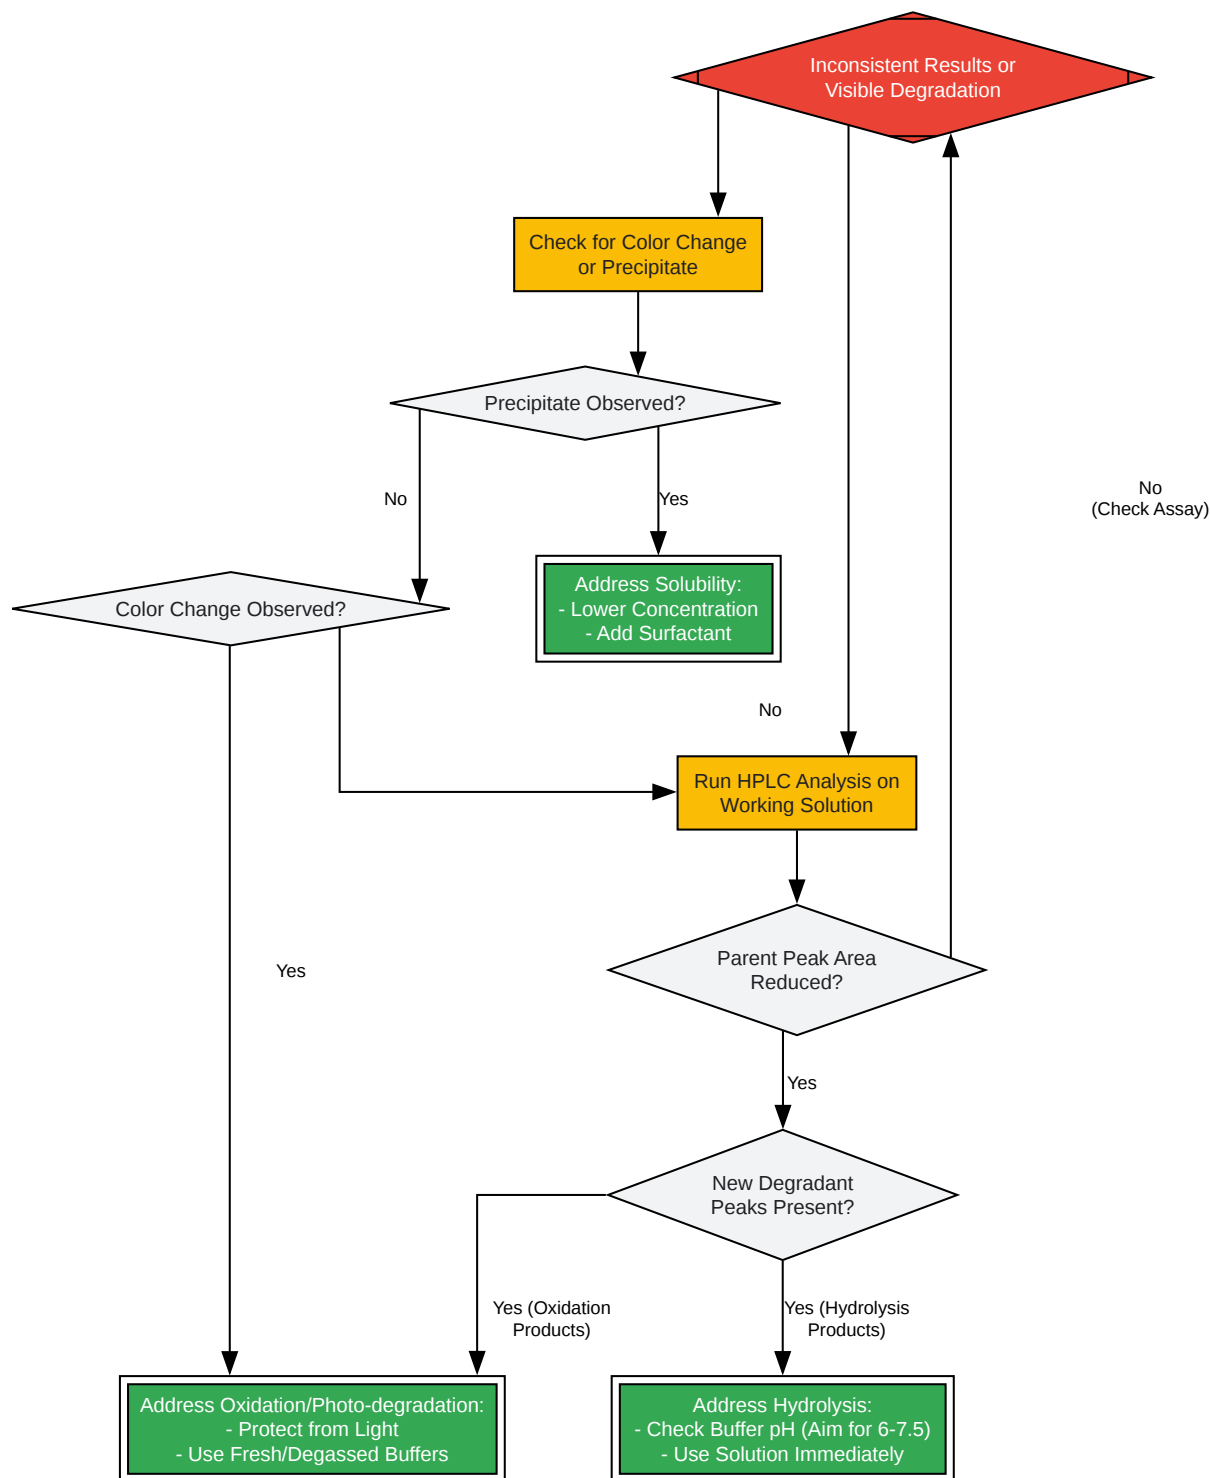 Inconsistent Results or
Visible Degradation
Check for Color Change
or Precipitate
Precipitate Observed?
No
Yes
No
(Check Assay)
Address Solubility:
- Lower Concentration
- Add Surfactant
Color Change Observed?
No
Run HPLC Analysis on
Working Solution
Yes
Parent Peak Area
Reduced?
Yes
New Degradant
Peaks Present?
Yes (Oxidation
Products)
Yes (Hydrolysis
Products)
Address Oxidation/Photo-degradation:
- Protect from Light
- Use Fresh/Degassed Buffers
Address Hydrolysis:
- Check Buffer pH (Aim for 6-7.5)
- Use Solution Immediately